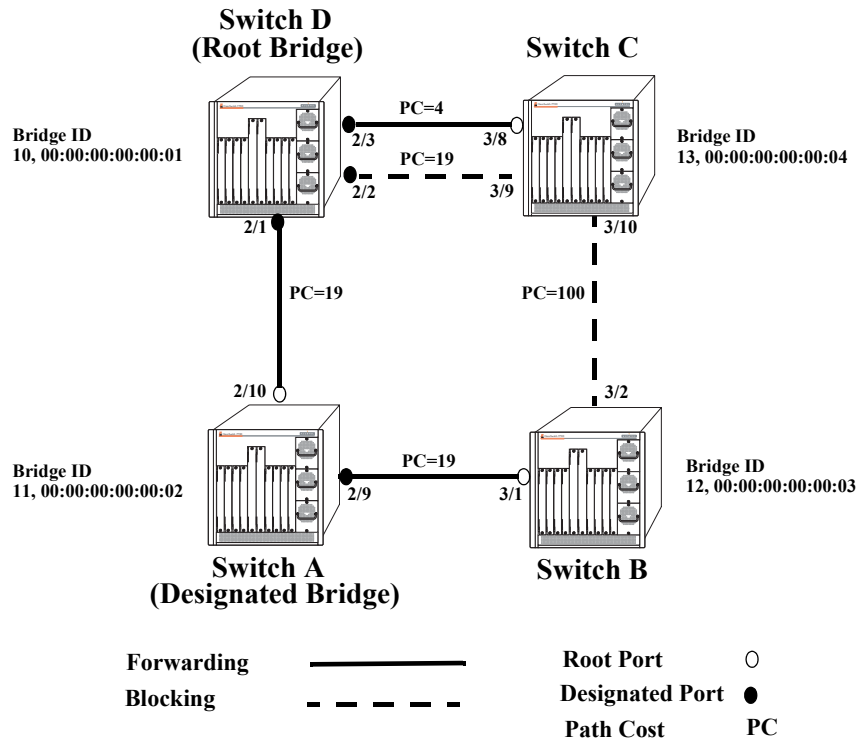 Switch D
(Root Bridge)
Switch C
Bridge ID
10, 00:00:00:00:00:01
PC=4
2/3
3/8
PC=19
2/2
3/9
Bridge ID
13, 00:00:00:00:00:04
2/1
3/10
PC=19
PC=100
2/10
3/2
Bridge ID
11, 00:00:00:00:00:02
PC=19
2/9
3/1
Bridge ID
12, 00:00:00:00:00:03
Switch A
(Designated Bridge)
Switch B
Forwarding
Root Port
Blocking
Designated Port
Path Cost PC